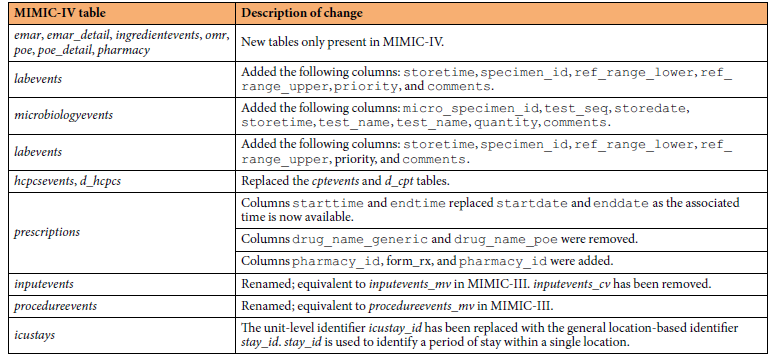 MIMIC-IV table Description of change
emar, emar_detail, ingredientevents, omr,
poe, poe_detail, pharmacy
New tables only present in MIMIC-IV.
labevents
Added the following columns: storetime, specimen_id, ref_range_lower, ref_
range_upper, priority, and comments.
microbiologyevents
Added the following columns: micro_specimen_id, test_seq, storedate,
storetime, test_name, test_name, quantity, comments.
labevents
Added the following columns: storetime, specimen_id, ref_range_lower, ref_
range_upper, priority, and comments.
hcpcsevents, d_hcpcs Replaced the cptevents and d_cpt tables.
prescriptions
Columns starttime and endtime replaced startdate and enddate as the associated
time is now available.
Columns drug_name_generic and drug_name_poe were removed.
Columns pharmacy_id, form_rx, and pharmacy_id were added.
inputevents Renamed; equivalent to inputevents_mv in MIMIC-III. inputevents_cv has been removed.
procedureevents Renamed; equivalent to procedureevents_mv in MIMIC-III.
icustays
The unit-level identifier icustay_id has been replaced with the general location-based identifier
stay_id. stay_id is used to identify a period of stay within a single location.